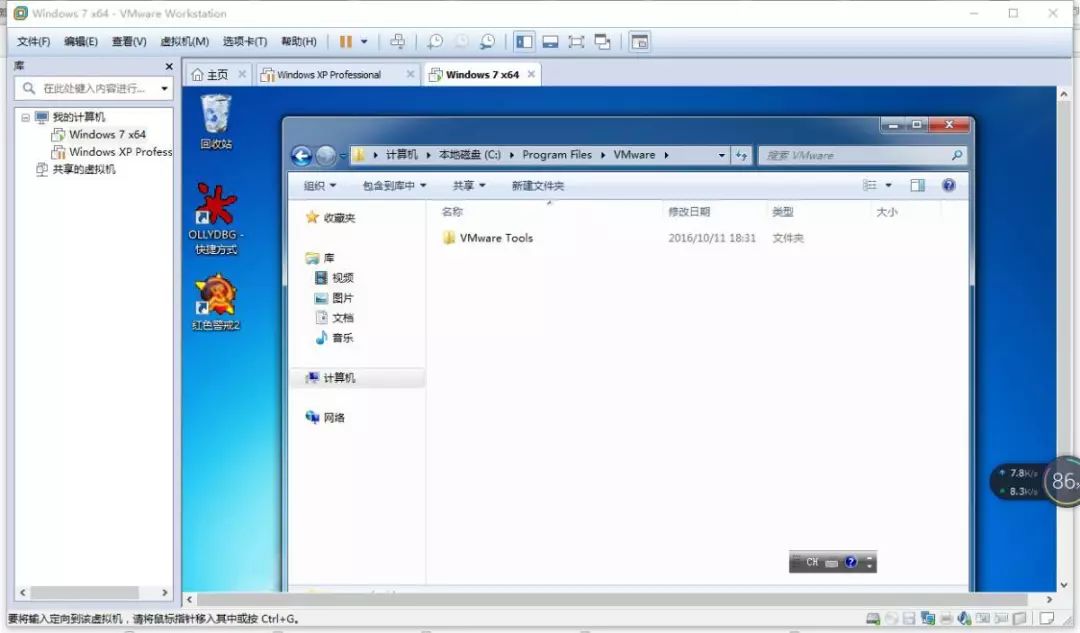 Windows 7 x64 - VMware Workstation
文件(F) 编辑(E) 查看(V) 虚拟机(M) 选项卡(T) 帮助(H)
库
在此处键入内容进行...
我的计算机
Windows 7 x64
Windows XP Profess
共享的虚拟机
主页 Windows XP Professional Windows 7 x64
回收站
OLLYDBG -
快捷方式
红色警戒2
计算机 本地磁盘 (C:) Program Files VMware
搜索 VMware
组织 包含到库中 共享 新建文件夹
收藏夹
库
视频
图片
文档
音乐
计算机
网络
名称 修改日期 类型 大小
VMware Tools 2016/10/11 18:31 文件夹
7.8K/s
8.3K/s
86%
CH
要将输入定向到该虚拟机，请将鼠标指针移入其中或按 Ctrl+G。